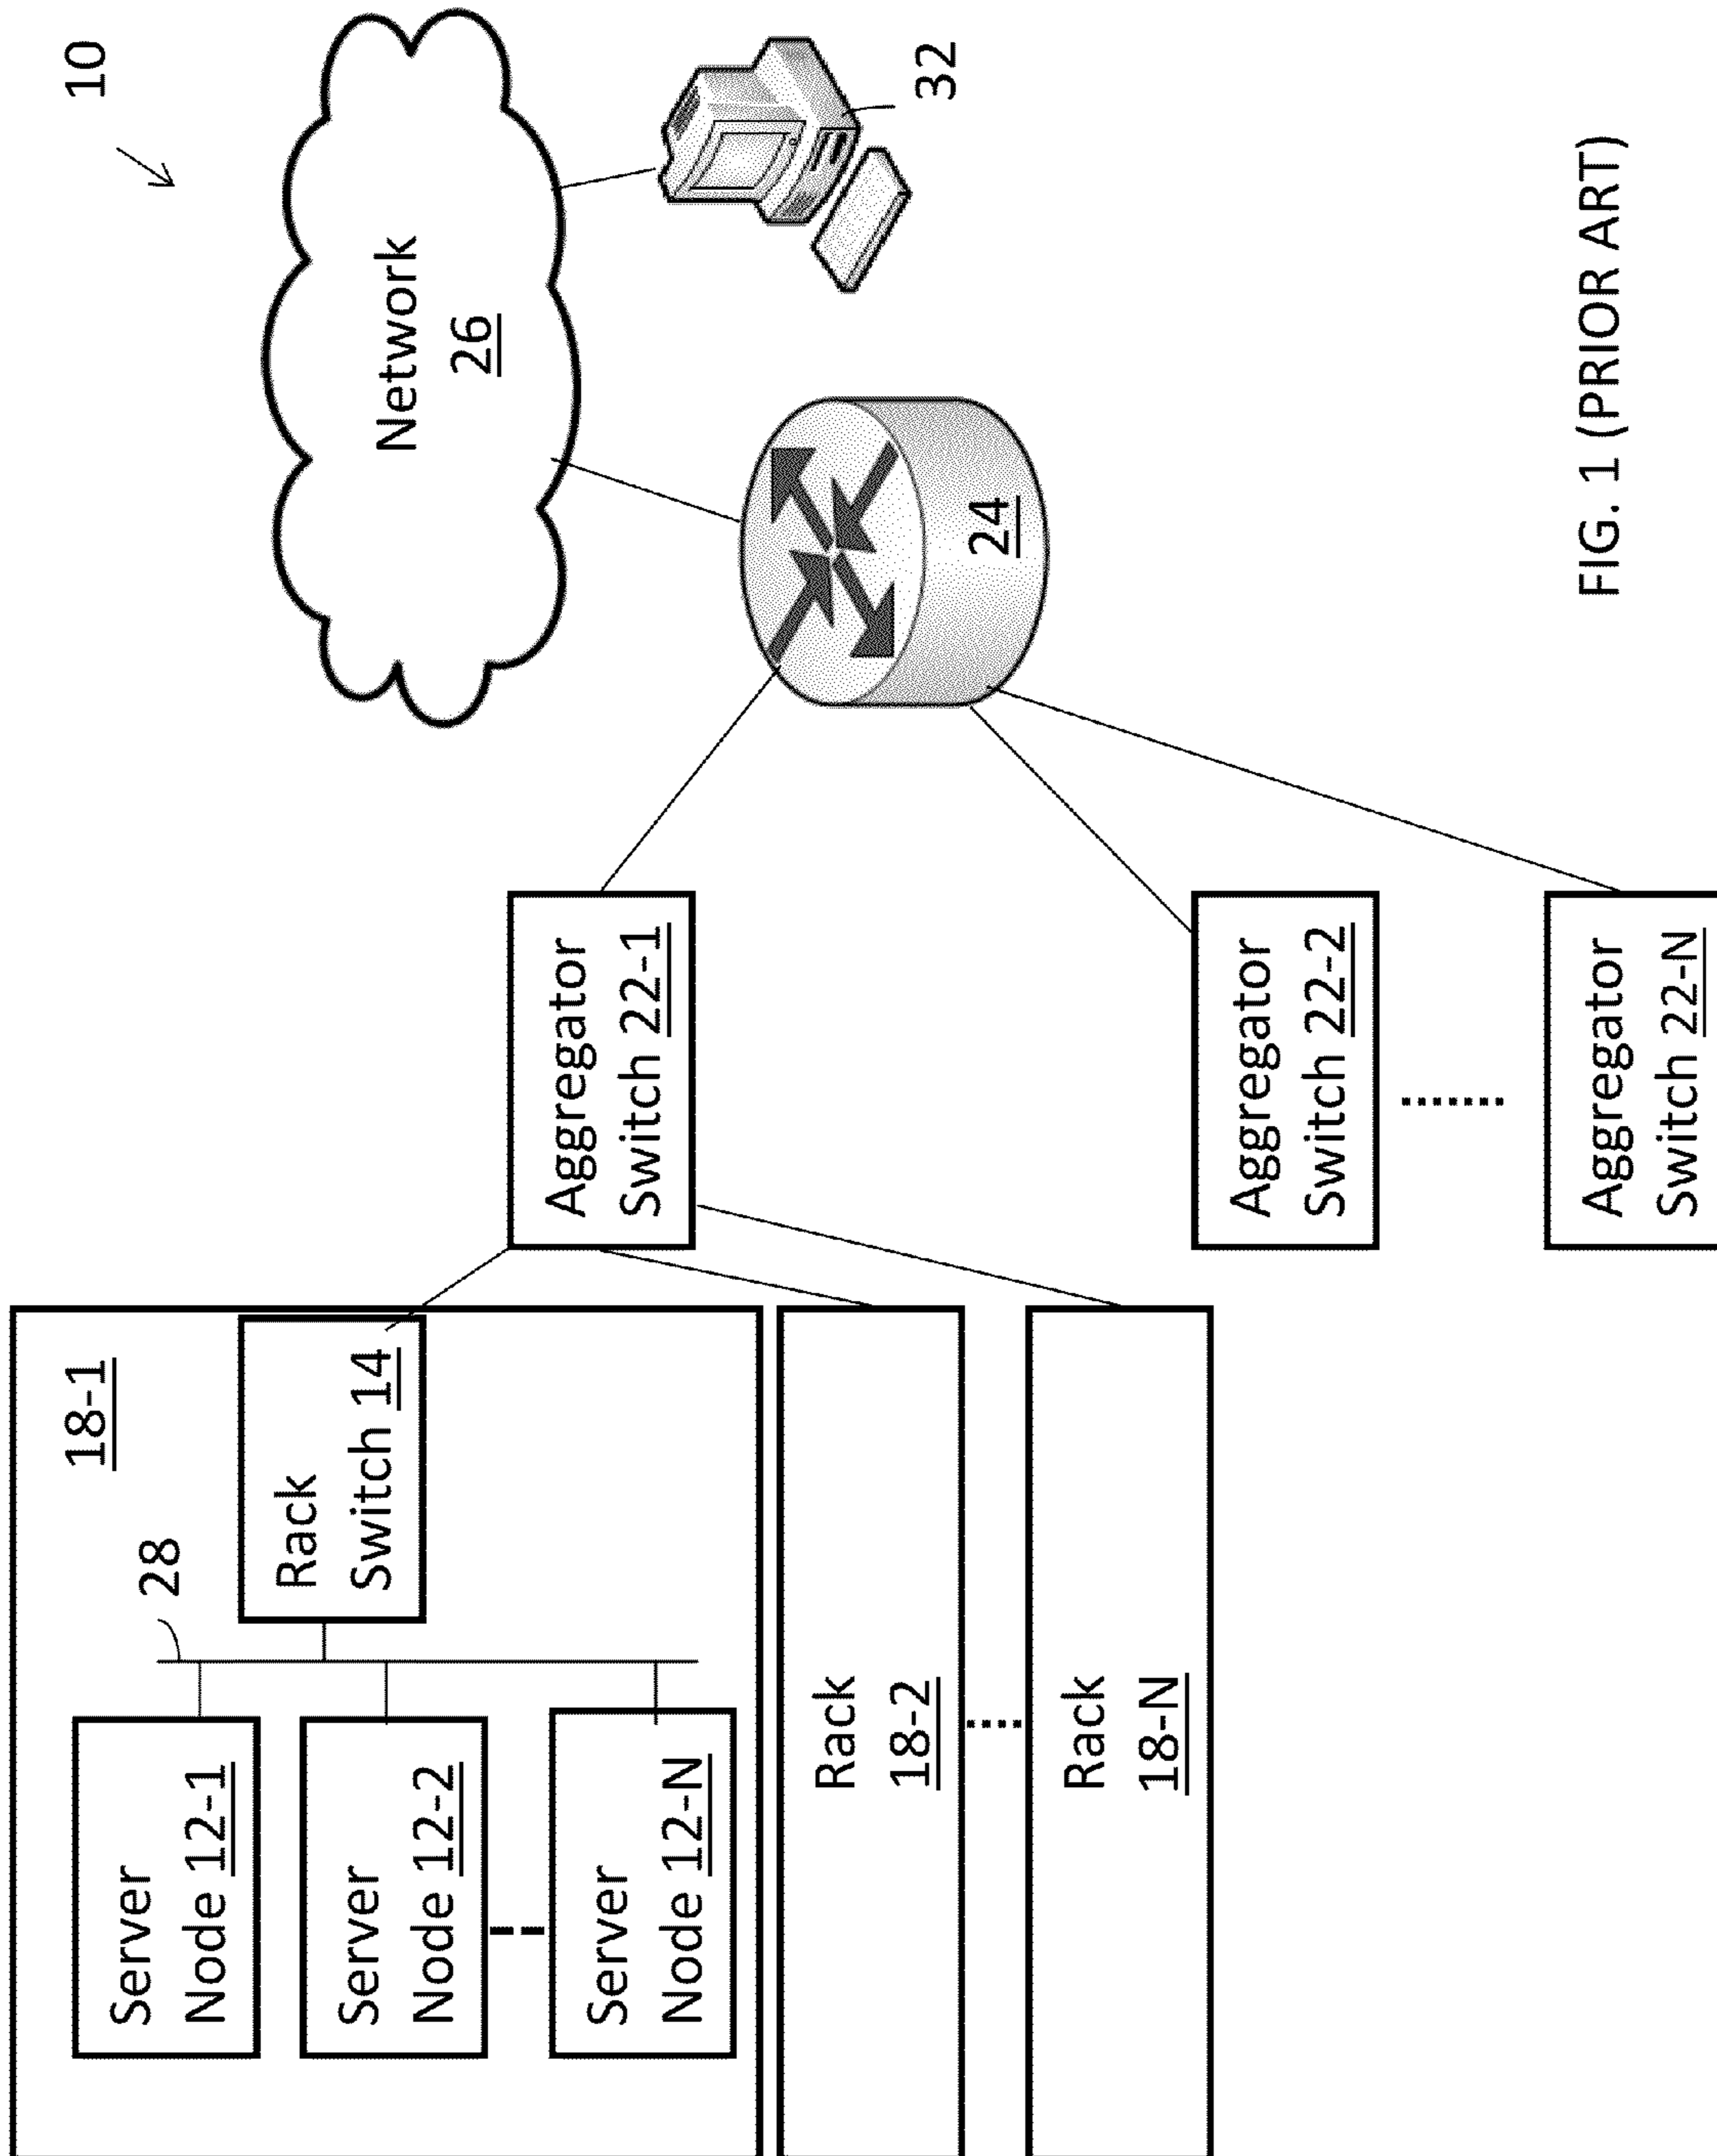 10
Network
26
32
24
18-1
28
Rack
Switch 14
Server
Node 12-1
Server
Node 12-2
Server
Node 12-N
Aggregator
Switch 22-1
Rack
18-2
Rack
18-N
Aggregator
Switch 22-2
Aggregator
Switch 22-N
FIG. 1 (PRIOR ART)